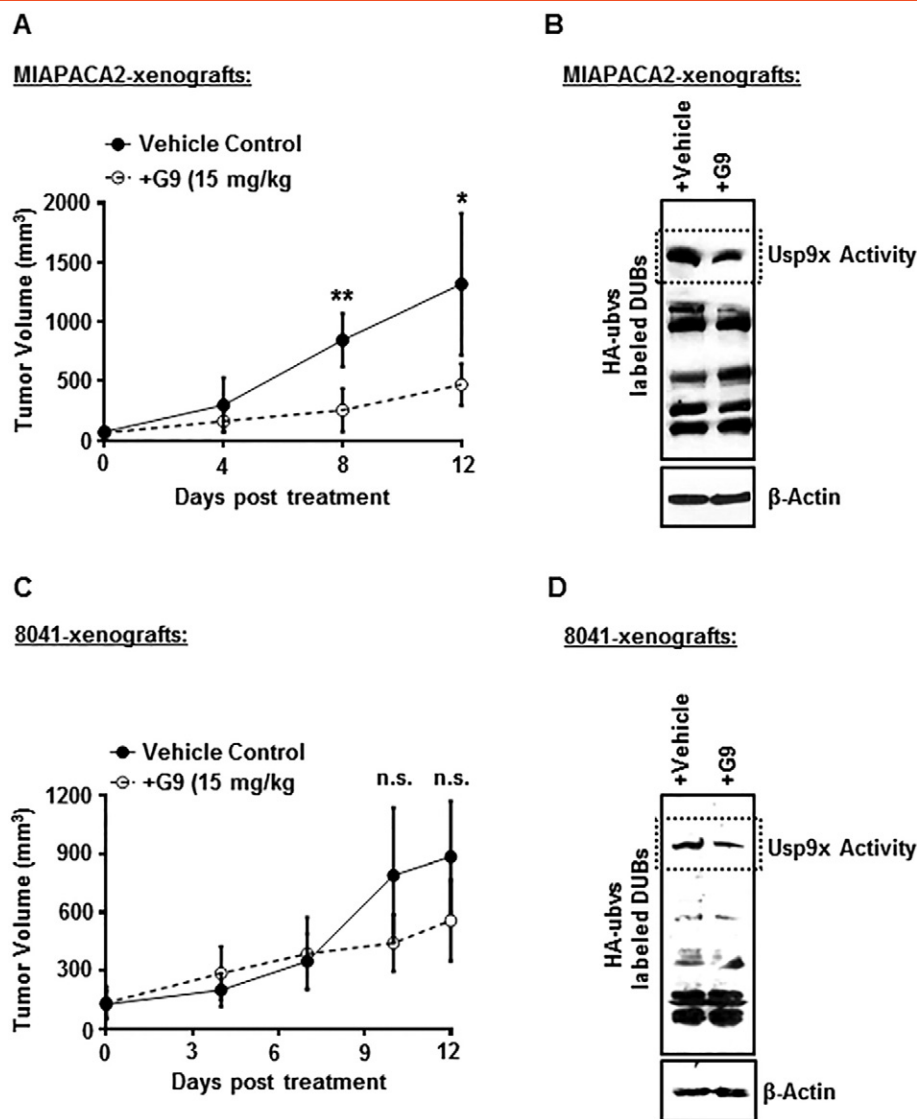 A
MIAPACA2-xenografts:
Vehicle Control
+G9 (15 mg/kg
Tumor Volume (mm³)
2000
1500
1000
500
0
**
*
0
4
8
12
Days post treatment
B
MIAPACA2-xenografts:
+Vehicle
+G9
HA-ubvs
labeled DUBs
Usp9x Activity
β-Actin
C
8041-xenografts:
Vehicle Control
+G9 (15 mg/kg
n.s.
n.s.
Tumor Volume (mm³)
1200
900
600
300
0
0
3
6
9
12
Days post treatment
D
8041-xenografts:
+Vehicle
+G9
HA-ubvs
labeled DUBs
Usp9x Activity
β-Actin